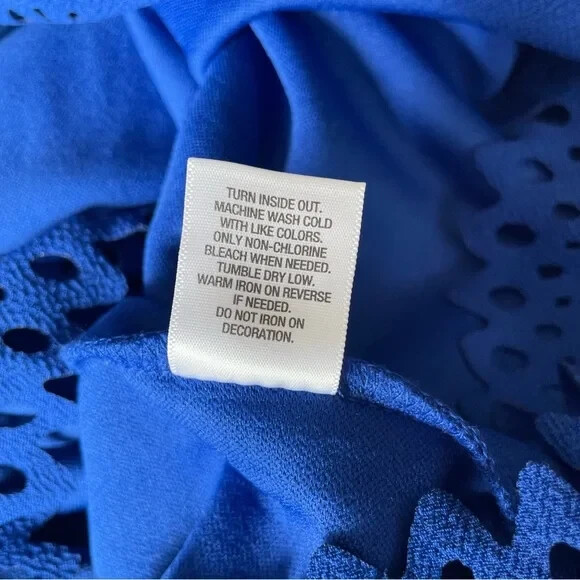 TURN INSIDE OUT.
MACHINE WASH COLD
WITH LIKE COLORS.
ONLY NON-CHLORINE
BLEACH WHEN NEEDED.
TUMBLE DRY LOW.
WARM IRON ON REVERSE
IF NEEDED.
DO NOT IRON ON
DECORATION.